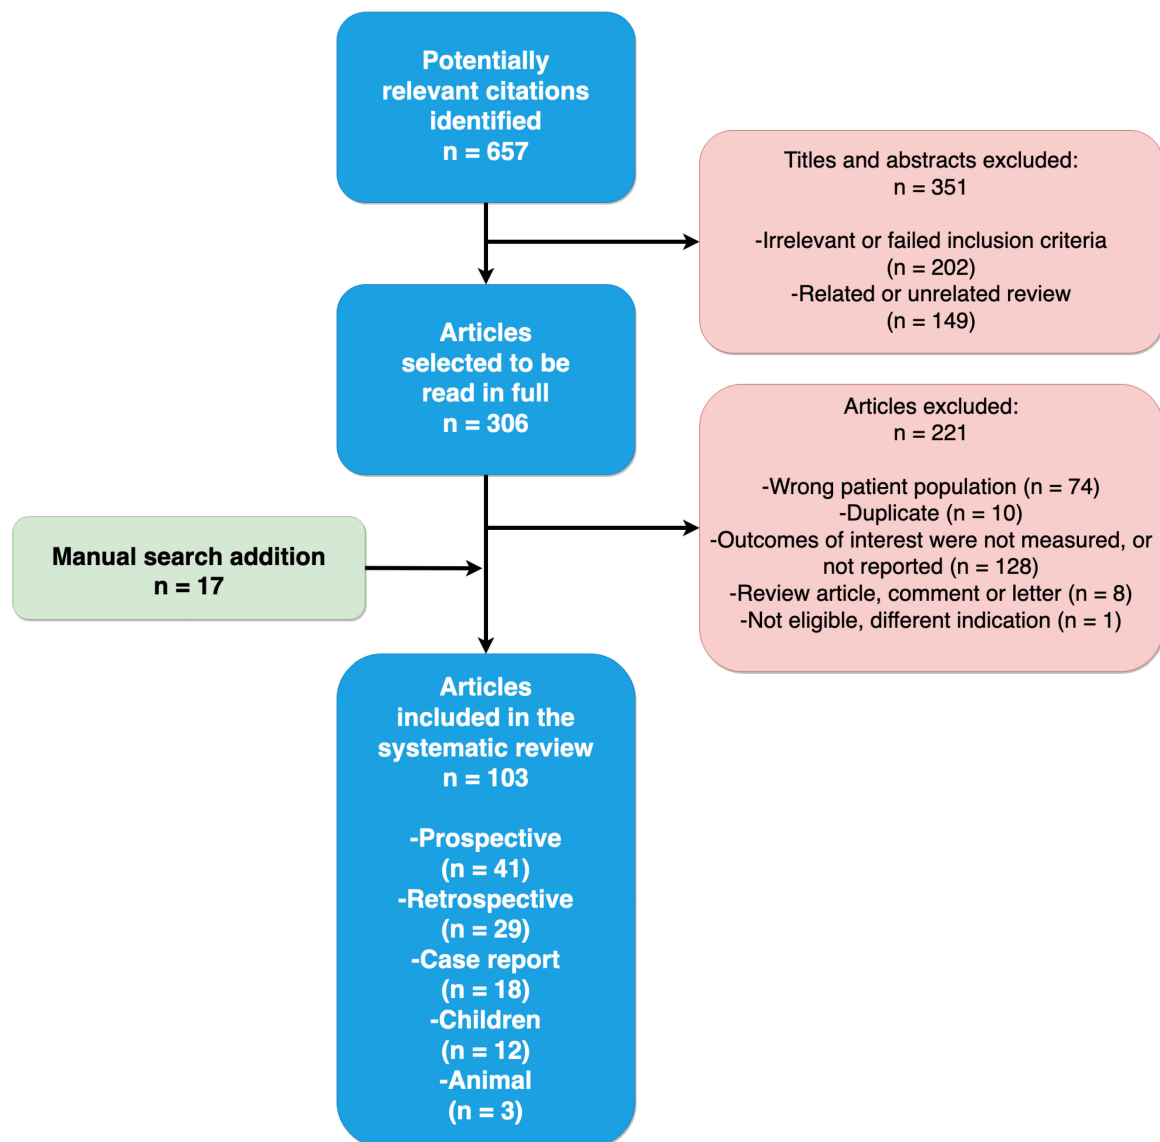 Potentially
relevant citations
identified
n = 657
Titles and abstracts excluded:
n = 351
-Irrelevant or failed inclusion criteria
(n = 202)
-Related or unrelated review
(n = 149)
Articles
selected to be
read in full
n = 306
Articles excluded:
n = 221
-Wrong patient population (n = 74)
-Duplicate (n = 10)
-Outcomes of interest were not measured, or
not reported (n = 128)
-Review article, comment or letter (n = 8)
-Not eligible, different indication (n = 1)
Manual search addition
n = 17
Articles
included in the
systematic review
n = 103
-Prospective
(n = 41)
-Retrospective
(n = 29)
-Case report
(n = 18)
-Children
(n = 12)
-Animal
(n = 3)